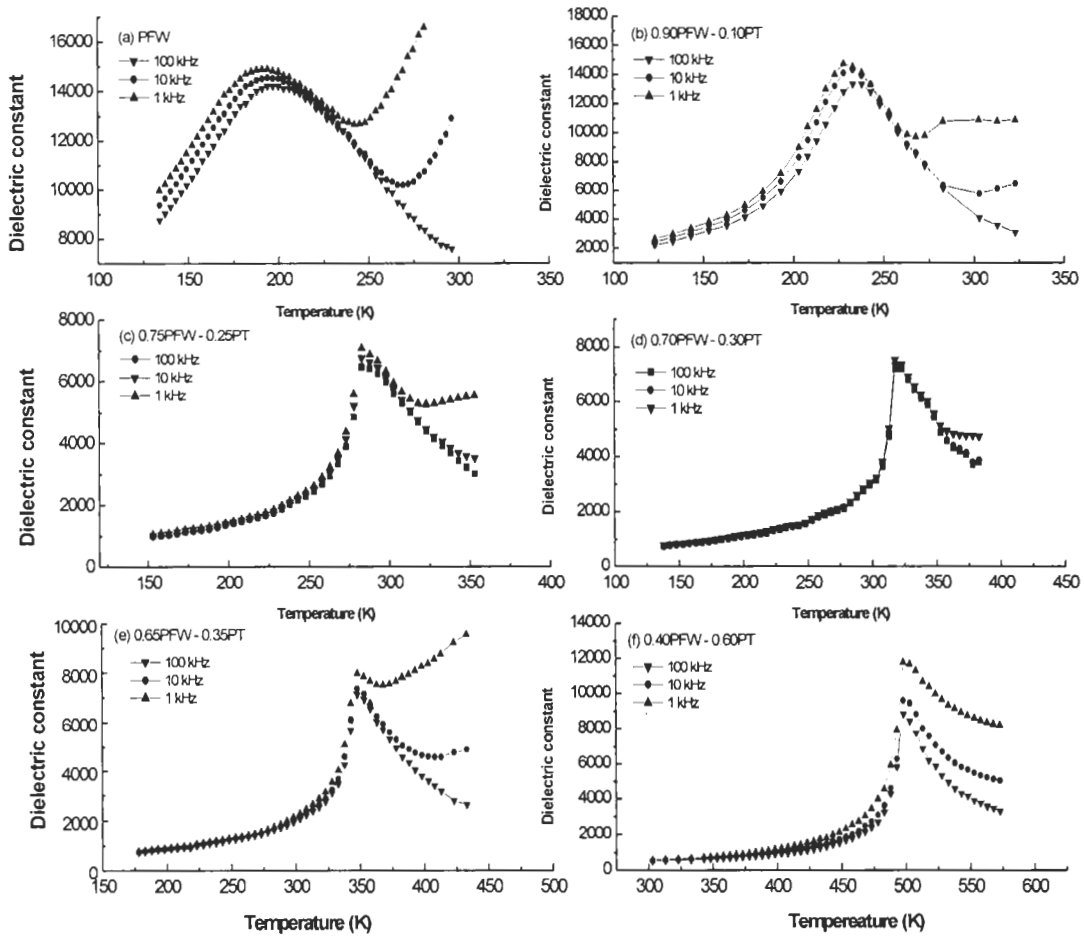 (a) PFW
100 kHz
10 kHz
1 kHz
16000
14000
12000
10000
8000
100
150
200
250
300
350
Dielectric constant
Temperature (K)
(b) 0.90PFW - 0.10PT
100 kHz
10 kHz
1 kHz
18000
16000
14000
12000
10000
8000
6000
4000
2000
100
150
200
250
300
350
Dielectric constant
Temperature (K)
(c) 0.75PFW - 0.25PT
100 kHz
10 kHz
1 kHz
8000
6000
4000
2000
0
150
200
250
300
350
400
Dielectric constant
Temperature (K)
(d) 0.70PFW - 0.30PT
100 kHz
10 kHz
1 kHz
8000
6000
4000
2000
0
100
150
200
250
300
350
400
450
Dielectric constant
Temperature (K)
(e) 0.65PFW - 0.35PT
100 kHz
10 kHz
1 kHz
10000
8000
6000
4000
2000
0
150
200
250
300
350
400
450
500
Dielectric constant
Temperature (K)
(f) 0.40PFW - 0.60PT
100 kHz
10 kHz
1 kHz
14000
12000
10000
8000
6000
4000
2000
0
300
350
400
450
500
550
600
Dielectric constant
Tempereature (K)